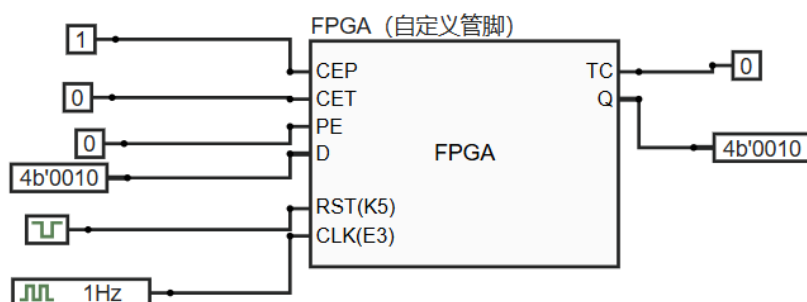 FPGA（自定义管脚）
1
CEP
TC
0
0
CET
Q
0
PE
4b'0010
D
FPGA
4b'0010
RST(K5)
CLK(E3)
1Hz